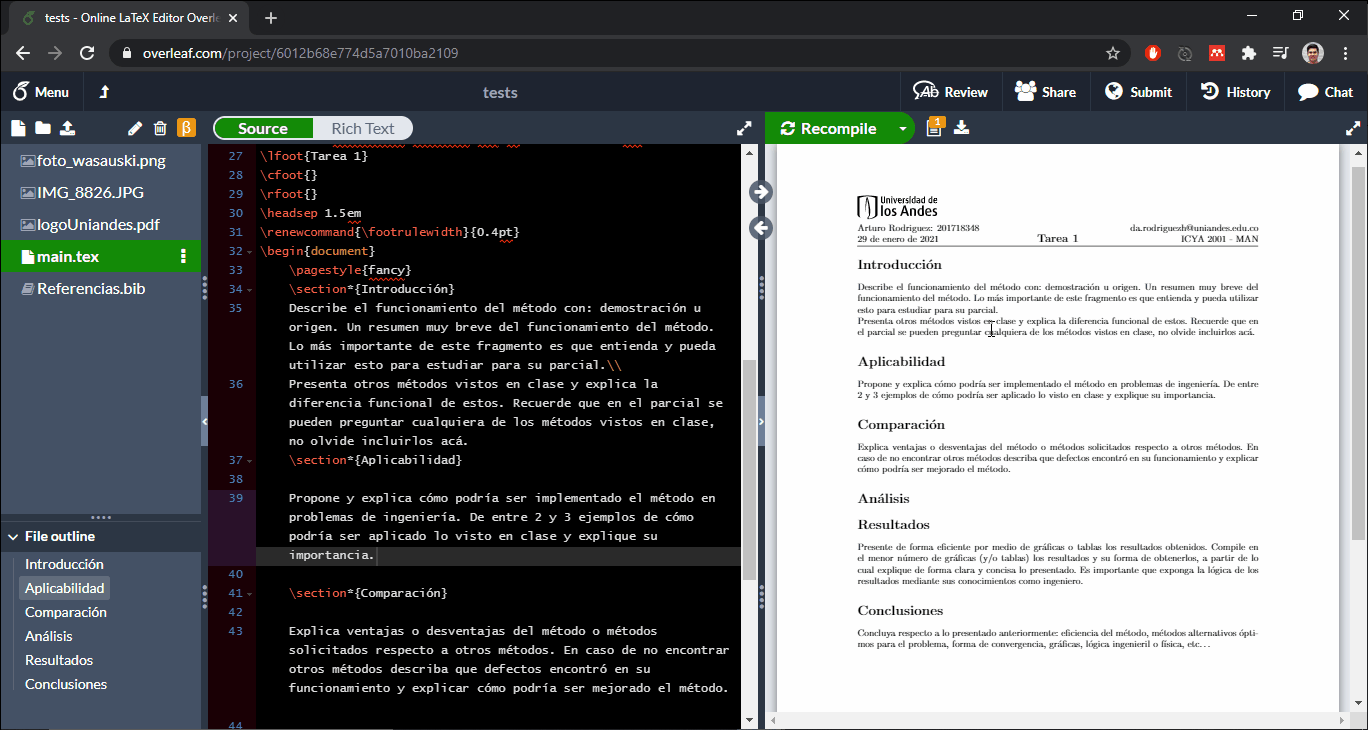 tests - Online LaTeX Editor Overle
overleaf.com/project/6012b68e774d5a7010ba2109
Menu
tests
Review
Share
Submit
History
Chat
β
Source
Rich Text
Recompile
1
foto_wasauski.png
IMG_8826.JPG
logoUniandes.pdf
main.tex
Referencias.bib
File outline
Introducción
Aplicabilidad
Comparación
Análisis
Resultados
Conclusiones
27 \lfoot{Tarea 1}
28 \cfoot{}
29 \rfoot{}
30 \headsep 1.5em
31 \renewcommand{\footrulewidth}{0.4pt}
32 \begin{document}
33 \pagestyle{fancy}
34 \section*{Introducción}
35 Describe el funcionamiento del método con: demostración u
origen. Un resumen muy breve del funcionamiento del método.
Lo más importante de este fragmento es que entienda y pueda
utilizar esto para estudiar para su parcial.\\
36 Presenta otros métodos vistos en clase y explica la
diferencia funcional de estos. Recuerde que en el parcial se
pueden preguntar cualquiera de los métodos vistos en clase,
no olvide incluirlos acá.
37 \section*{Aplicabilidad}
38
39 Propone y explica cómo podría ser implementado el método en
problemas de ingeniería. De entre 2 y 3 ejemplos de cómo
podría ser aplicado lo visto en clase y explique su
importancia.
40
41 \section*{Comparación}
42
43 Explica ventajas o desventajas del método o métodos
solicitados respecto a otros métodos. En caso de no encontrar
otros métodos describa que defectos encontró en su
funcionamiento y explicar cómo podría ser mejorado el método.
44
Universidad de
los Andes
Arturo Rodriguez: 201718348
da.rodriguezh@uniandes.edu.co
29 de enero de 2021
Tarea 1
ICYA 2001 - MAN
Introducción
Describe el funcionamiento del método con: demostración u origen. Un resumen muy breve del
funcionamiento del método. Lo más importante de este fragmento es que entienda y pueda utilizar
esto para estudiar para su parcial.
Presenta otros métodos vistos en clase y explica la diferencia funcional de estos. Recuerde que en
el parcial se pueden preguntar cualquiera de los métodos vistos en clase, no olvide incluirlos acá.
Aplicabilidad
Propone y explica cómo podría ser implementado el método en problemas de ingeniería. De entre
2 y 3 ejemplos de cómo podría ser aplicado lo visto en clase y explique su importancia.
Comparación
Explica ventajas o desventajas del método o métodos solicitados respecto a otros métodos. En
caso de no encontrar otros métodos describa que defectos encontró en su funcionamiento y explicar
cómo podría ser mejorado el método.
Análisis
Resultados
Presente de forma eficiente por medio de gráficas o tablas los resultados obtenidos. Compile en
el menor número de gráficas (y/o tablas) los resultados y su forma de obtenerlos, a partir de lo
cual explique de forma clara y concisa lo presentado. Es importante que exponga la lógica de los
resultados mediante sus conocimientos como ingeniero.
Conclusiones
Concluya respecto a lo presentado anteriormente: eficiencia del método, métodos alternativos ópti-
mos para el problema, forma de convergencia, gráficas, lógica ingenieril o física, etc...